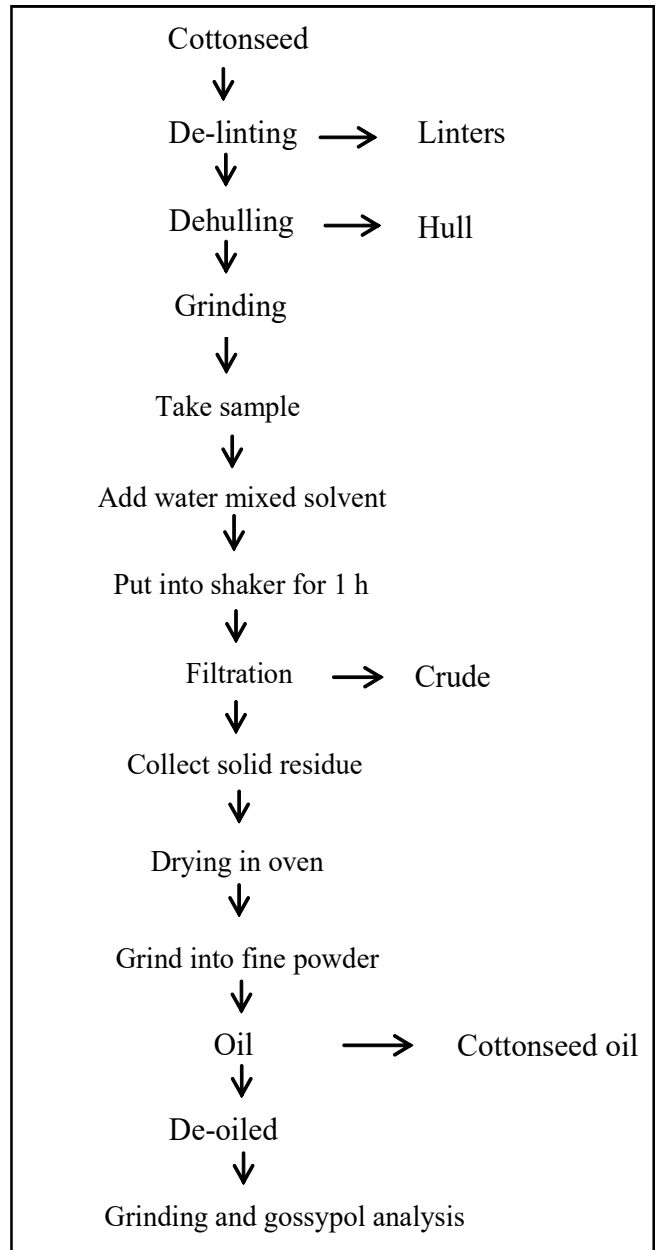 Cottonseed
De-linting → Linters
Dehulling → Hull
Grinding
Take sample
Add water mixed solvent
Put into shaker for 1 h
Filtration → Crude
Collect solid residue
Drying in oven
Grind into fine powder
Oil → Cottonseed oil
De-oiled
Grinding and gossypol analysis